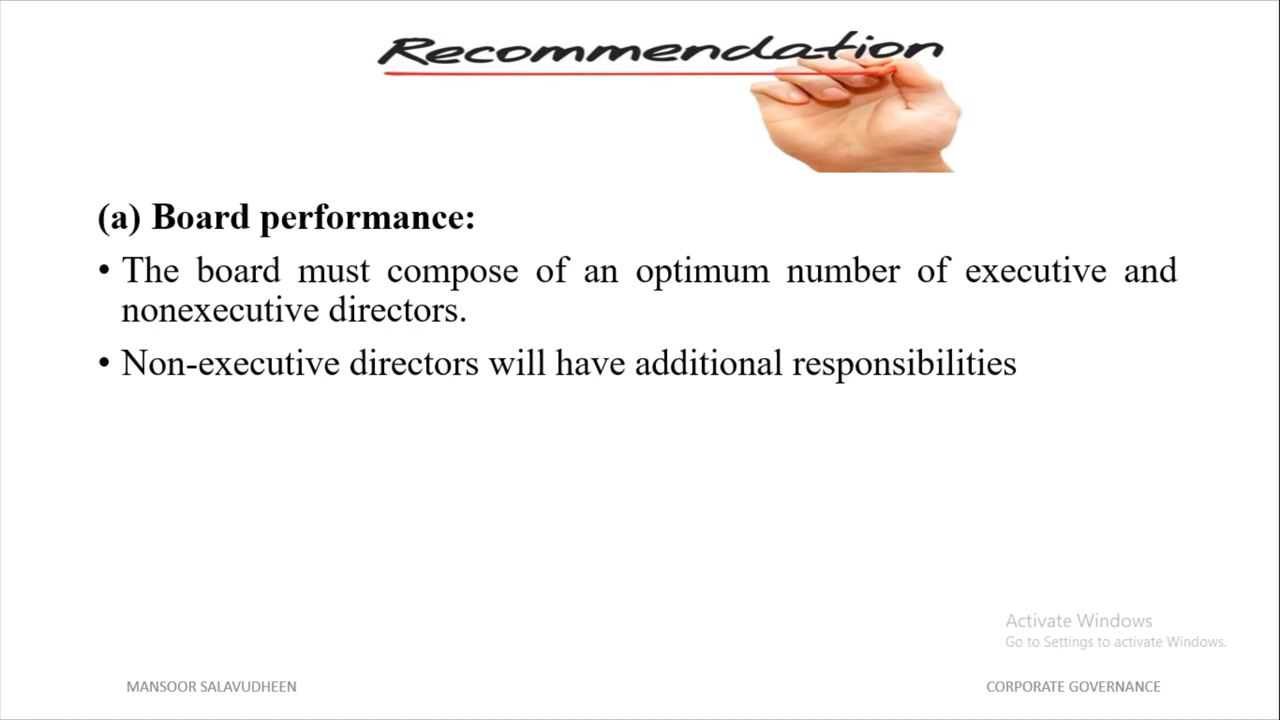 Recommendation
(a) Board performance:
• The board must compose of an optimum number of executive and
nonexecutive directors.
• Non-executive directors will have additional responsibilities
Activate Windows
Go to Settings to activate Windows.
MANSOOR SALAVUDHEEN
CORPORATE GOVERNANCE